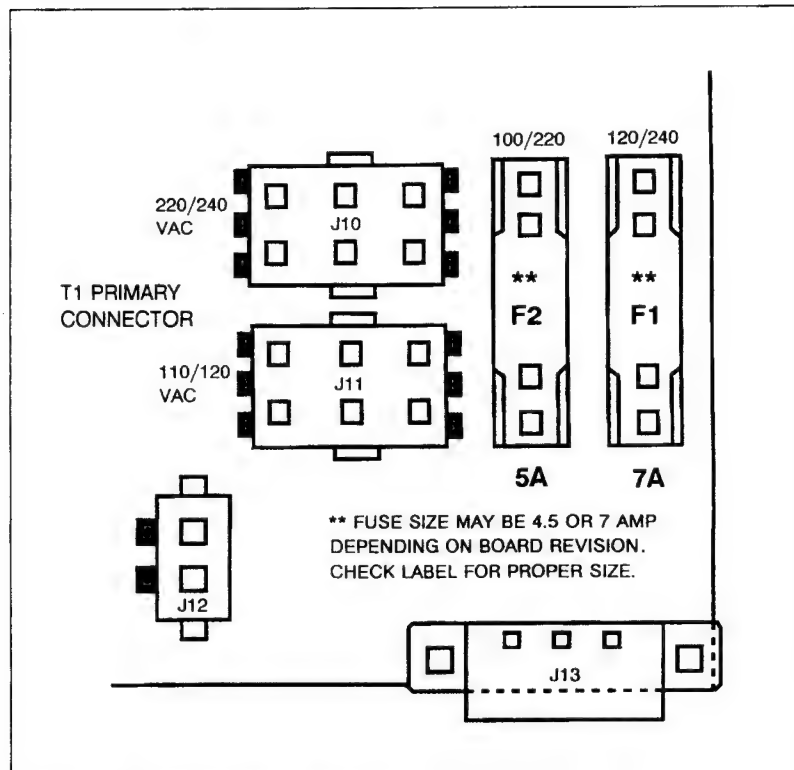 100/220
120/240
220/240
VAC
J10
T1 PRIMARY
CONNECTOR
**
F2
**
F1
110/120
VAC
J11
5A
7A
** FUSE SIZE MAY BE 4.5 OR 7 AMP
DEPENDING ON BOARD REVISION.
CHECK LABEL FOR PROPER SIZE.
J12
J13